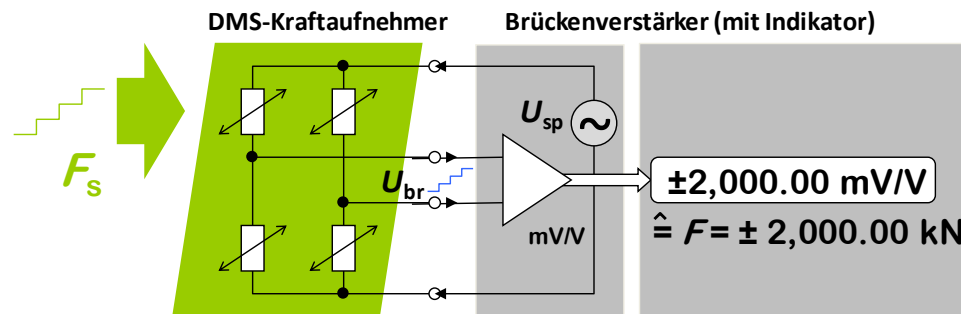 DMS-Kraftaufnehmer
Brückenverstärker (mit Indikator)
Fs
Usp
~
Ubr
mV/V
±2,000.00 mV/V
≙ F = ± 2,000.00 kN